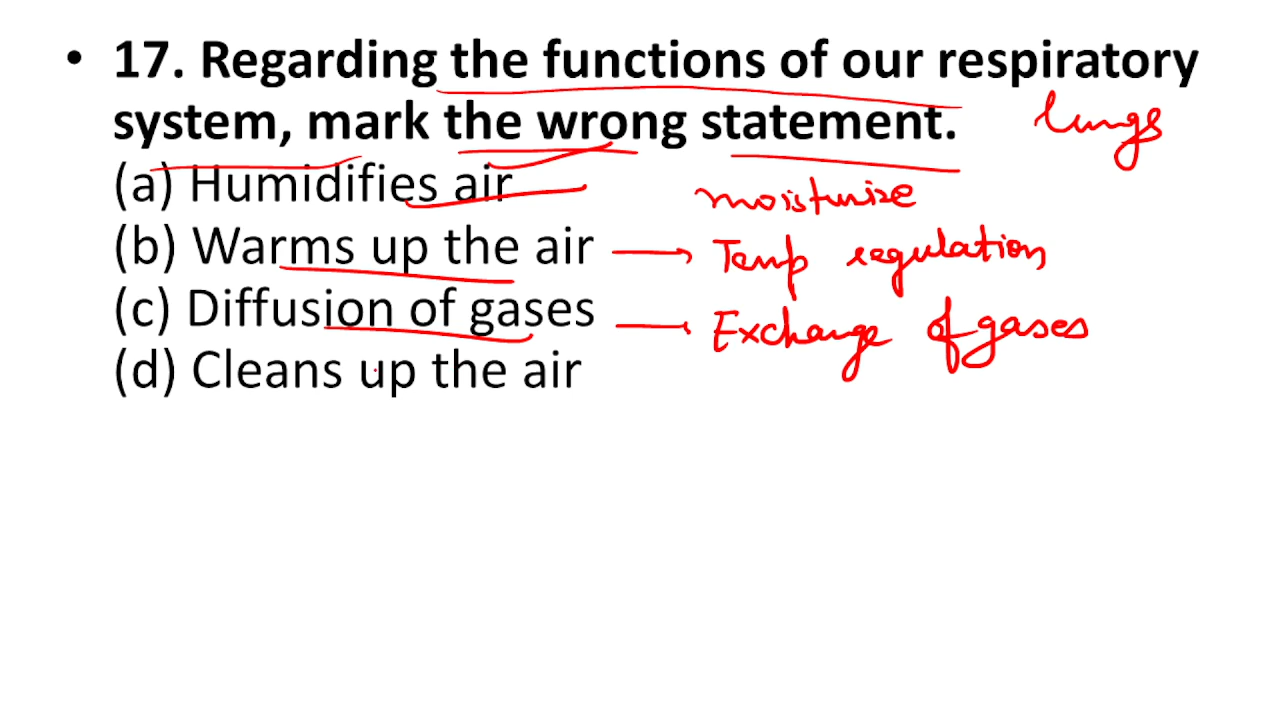 • 17. Regarding the functions of our respiratory
system, mark the wrong statement.
lungs
(a) Humidifies air
moisturize
(b) Warms up the air
Temp regulation
(c) Diffusion of gases
Exchange of gases
(d) Cleans up the air